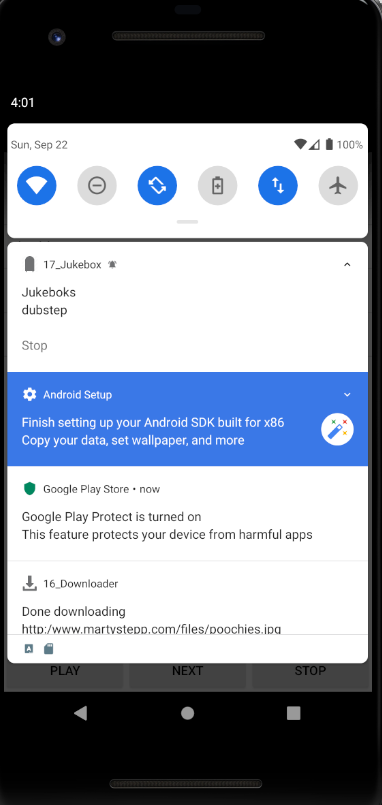 4:01
Sun, Sep 22 100%
17_Jukebox
Jukeboks
dubstep
Stop
Android Setup
Finish setting up your Android SDK built for x86
Copy your data, set wallpaper, and more
Google Play Store • now
Google Play Protect is turned on
This feature protects your device from harmful apps
16_Downloader
Done downloading
http:/www.martystepp.com/files/poochies.jpg
A
PLAY NEXT STOP